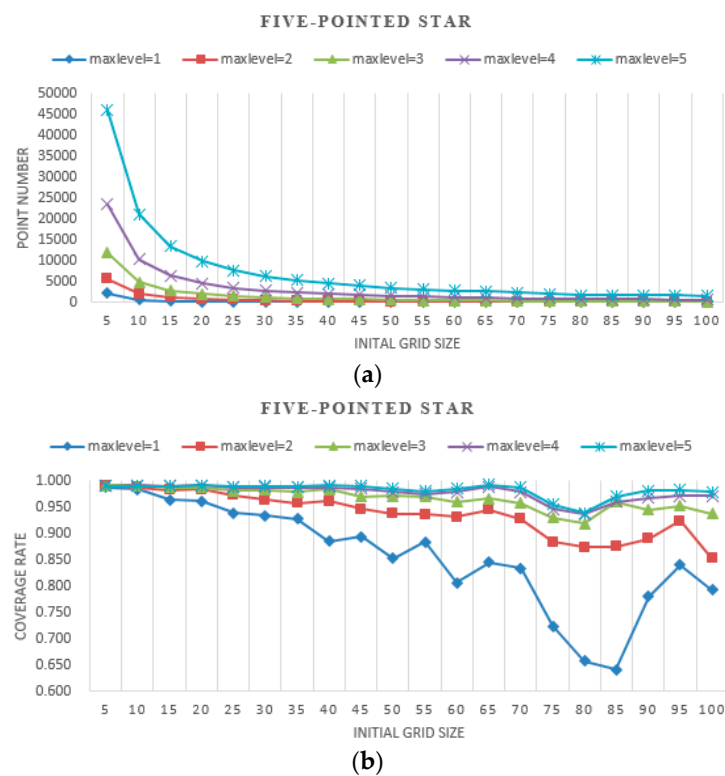 FIVE-POINTED STAR
maxlevel=1 maxlevel=2 maxlevel=3 maxlevel=4 maxlevel=5
POINT NUMBER
50000
45000
40000
35000
30000
25000
20000
15000
10000
5000
0
5 10 15 20 25 30 35 40 45 50 55 60 65 70 75 80 85 90 95 100
INITAL GRID SIZE
(a)
FIVE-POINTED STAR
maxlevel=1 maxlevel=2 maxlevel=3 maxlevel=4 maxlevel=5
COVERAGE RATE
1.000
0.950
0.900
0.850
0.800
0.750
0.700
0.650
0.600
5 10 15 20 25 30 35 40 45 50 55 60 65 70 75 80 85 90 95 100
INITIAL GRID SIZE
(b)